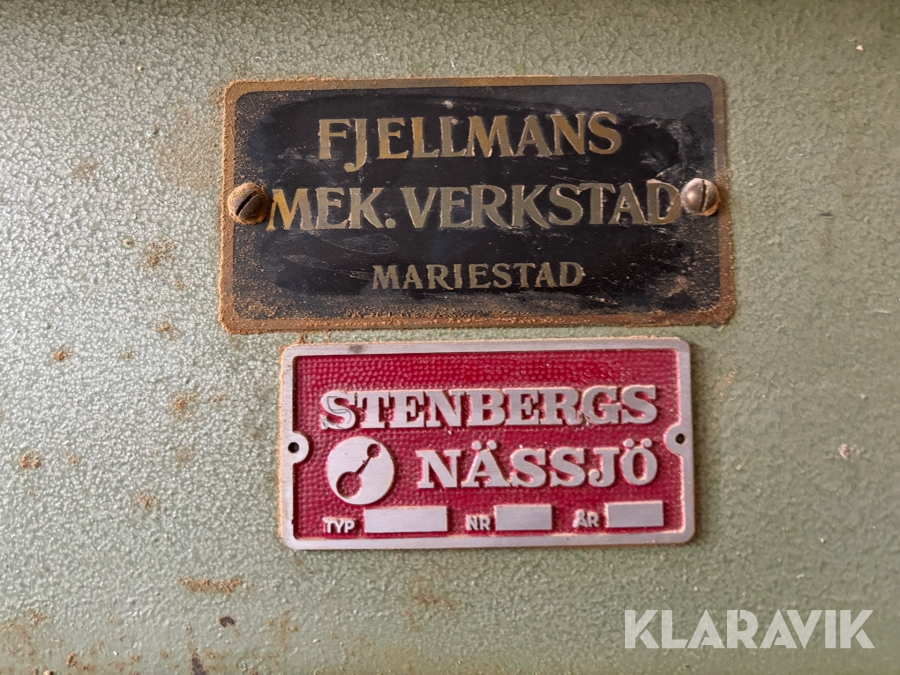 FJELLMANS
MEK. VERKSTAD
MARIESTAD
STENBERGS
NÄSSJÖ
TYP NR ÅR
KLARAVIK